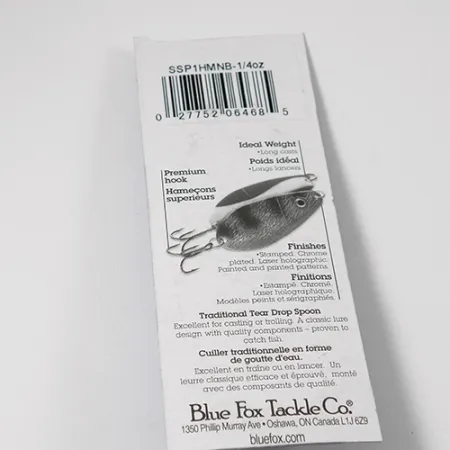 SSP1HMNB-1/4oz
0 27752 06468 5
Ideal Weight
•Long casts
Poids idéal
•Longs lancers
Premium
hook
Hameçons
superieurs
Finishes
•Stamped. Chrome
plated. Laser holographic.
Painted and printed patterns.
Finitions
•Estampé. Chromé.
Laser holographique.
Modèles peints et sérigraphiés.
Traditional Tear Drop Spoon
Excellent for casting or trolling. A classic lure
design with quality components – proven to
catch fish.
Cuiller traditionelle en forme
de goutte d'eau.
Excellent en traîne ou en lancer. Un
leurre classique efficace et éprouvé, monté
avec des composants de qualité.
Blue Fox Tackle Co.®
1350 Phillip Murray Ave • Oshawa, ON Canada L1J 6Z9
bluefox.com